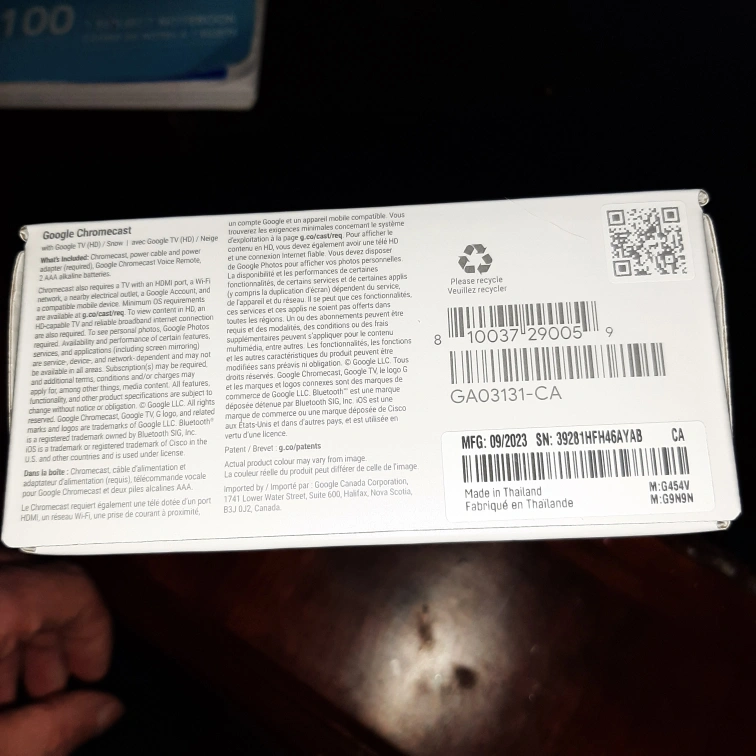 100
Google Chromecast
with Google TV (HD) / Snow | avec Google TV (HD) / Neige
What's Included: Chromecast, power cable and power
adapter (required), Google Chromecast Voice Remote,
2 AAA alkaline batteries.
Chromecast also requires a TV with an HDMI port, a Wi-Fi
network, a nearby electrical outlet, a Google Account, and
a compatible mobile device. Minimum OS requirements
are available at g.co/cast/req. To view content in HD, an
HD-capable TV and reliable broadband internet connection
are also required. To see personal photos, Google Photos
required. Availability and performance of certain features,
services, and applications (including screen mirroring)
are service-, device-, and network- dependent and may not
be available in all areas. Subscription(s) may be required,
and additional terms, conditions and/or charges may
apply for, among other things, media content. All features,
functionality, and other product specifications are subject to
change without notice or obligation. © Google LLC. All rights
reserved. Google Chromecast, Google TV, G logo, and related
marks and logos are trademarks of Google LLC. Bluetooth®
is a registered trademark owned by Bluetooth SIG, Inc.
iOS is a trademark or registered trademark of Cisco in the
U.S. and other countries and is used under license.
Dans la boîte : Chromecast, câble d'alimentation et
adaptateur d'alimentation (requis), télécommande vocale
pour Google Chromecast et deux piles alcalines AAA.
Le Chromecast requiert également une télé dotée d'un port
HDMI, un réseau Wi-Fi, une prise de courant à proximité,
un compte Google et un appareil mobile compatible. Vous
trouverez les exigences minimales concernant le système
d'exploitation à la page g.co/cast/req. Pour afficher le
contenu en HD, vous devez également avoir une télé HD
et une connexion Internet fiable. Vous devez disposer
de Google Photos pour afficher vos photos personnelles.
La disponibilité et les performances de certaines
fonctionnalités, de certains services et de certaines applis
(y compris la duplication d'écran) dépendent du service,
de l'appareil et du réseau. Il se peut que ces fonctionnalités,
ces services et ces applis ne soient pas offerts dans
toutes les régions. Un ou des abonnements peuvent être
requis et des modalités, des conditions ou des frais
supplémentaires peuvent s'appliquer pour le contenu
multimédia, entre autres. Les fonctionnalités, les fonctions
et les autres caractéristiques du produit peuvent être
modifiées sans préavis ni obligation. © Google LLC. Tous
droits réservés. Google Chromecast, Google TV, le logo G
et les marques et logos connexes sont des marques de
commerce de Google LLC. Bluetooth™ est une marque
déposée détenue par Bluetooth SIG, Inc. iOS est une
marque de commerce ou une marque déposée de Cisco
aux États-Unis et dans d'autres pays, et est utilisée en
vertu d'une licence.
Patent / Brevet : g.co/patents
Actual product colour may vary from image.
La couleur réelle du produit peut différer de celle de l'image.
Imported by / Importé par : Google Canada Corporation,
1741 Lower Water Street, Suite 600, Halifax, Nova Scotia,
B3J 0J2, Canada.
Please recycle
Veuillez recycler
8 10037-29005 9
GA03131-CA
MFG: 09/2023 SN: 39281HFH46AYAB CA
Made in Thailand
Fabriqué en Thaïlande
M:G454V
M:G9N9N